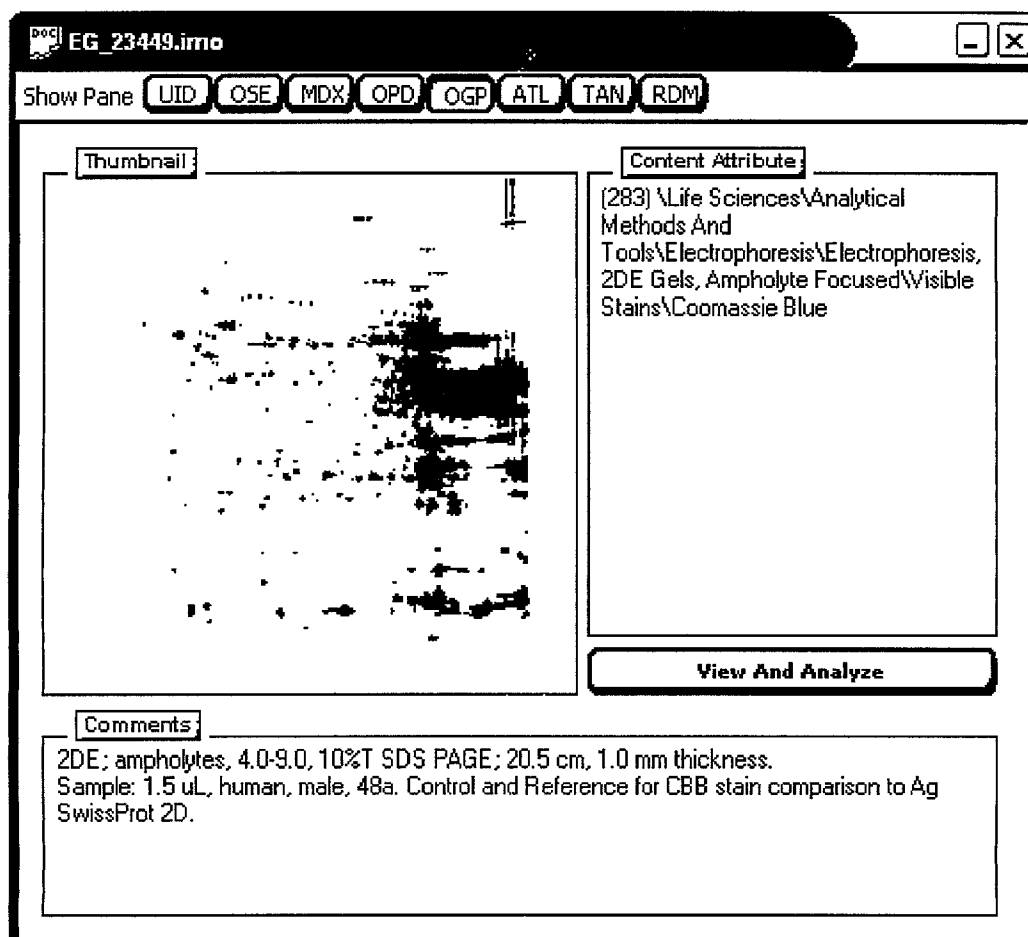 DOC EG_23449.imo
Show Pane UID OSE MDX OPD OGP ATL TAN RDM
Thumbnail
Content Attribute
(283) \Life Sciences\Analytical
Methods And
Tools\Electrophoresis\Electrophoresis,
2DE Gels, Ampholyte Focused\Visible
Stains\Coomassie Blue
View And Analyze
Comments
2DE; ampholytes, 4.0-9.0, 10%T SDS PAGE; 20.5 cm, 1.0 mm thickness.
Sample: 1.5 uL, human, male, 48a. Control and Reference for CBB stain comparison to Ag
SwissProt 2D.